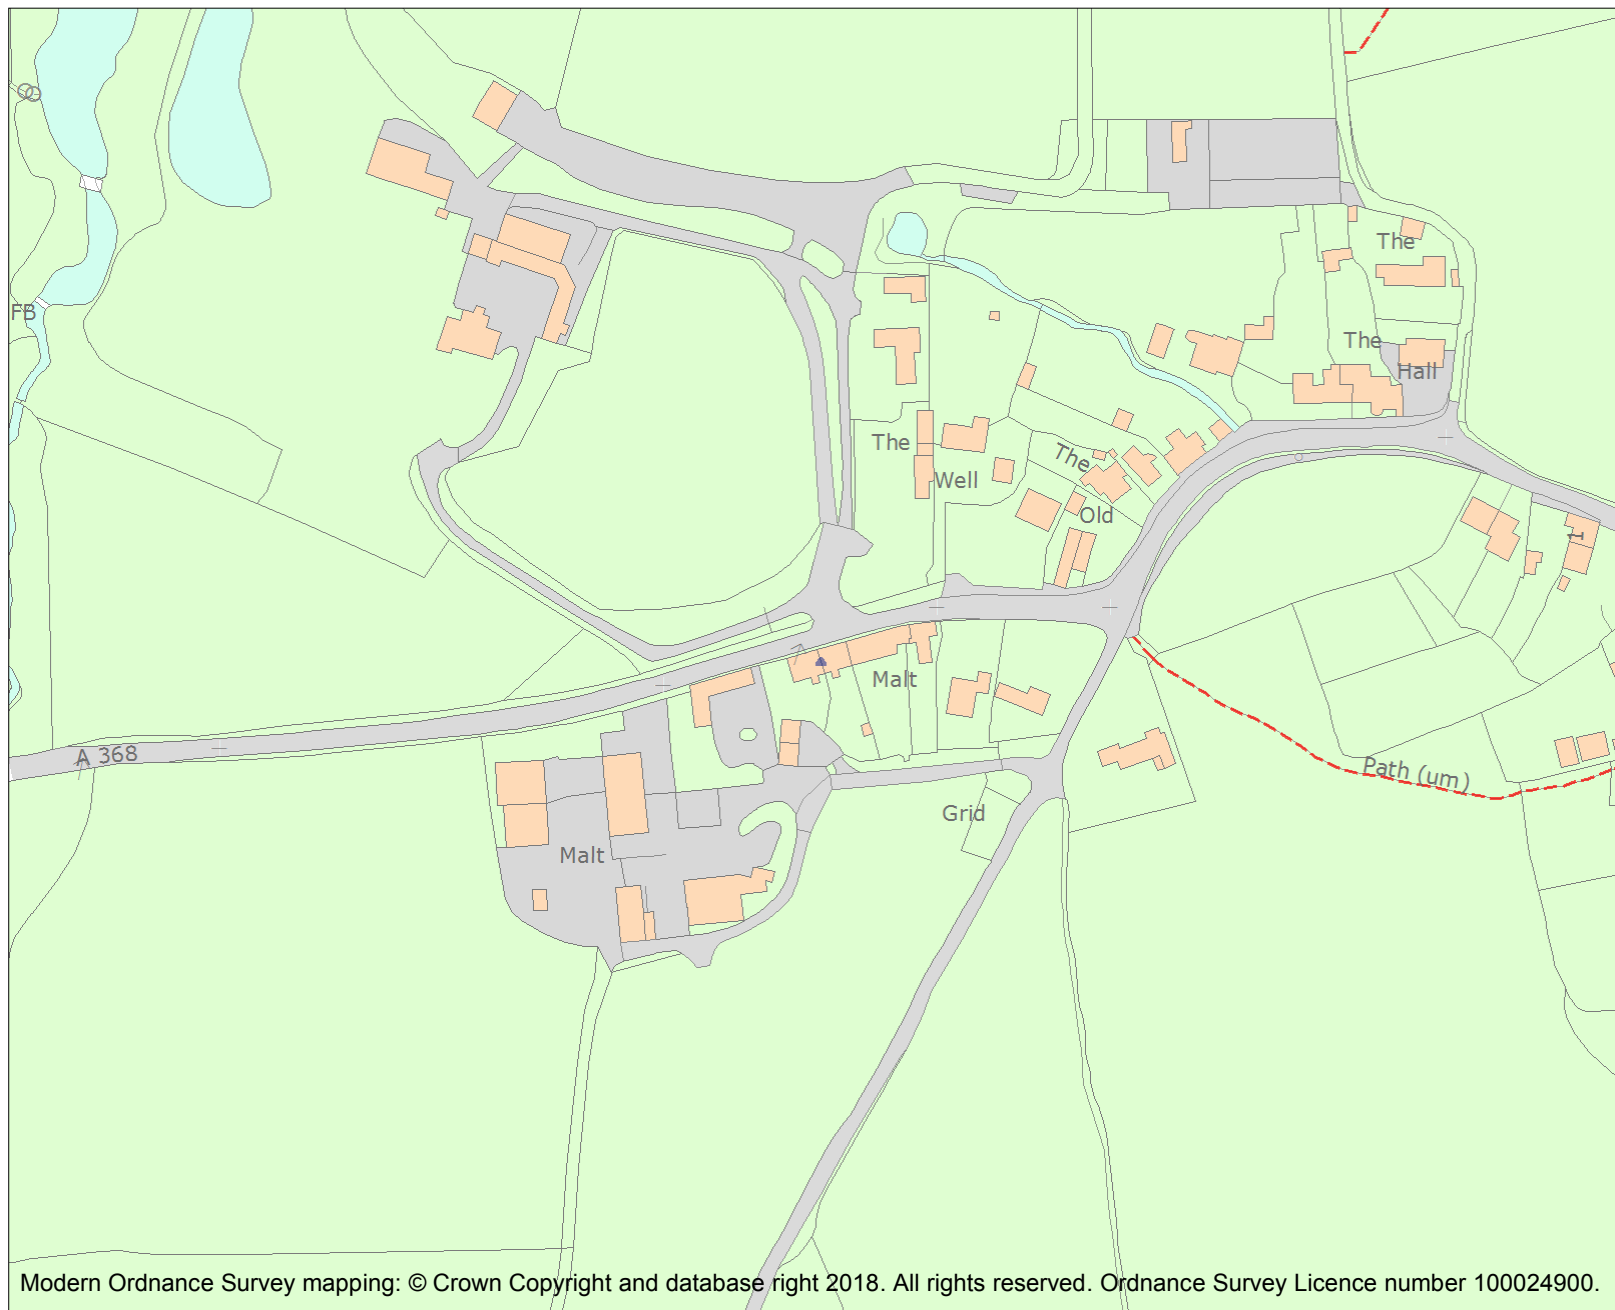 The
FB
The
Hall
The
Well
The
Old
1
Malt
A 368
Path (um)
Grid
Malt
Modern Ordnance Survey mapping: © Crown Copyright and database right 2018. All rights reserved. Ordnance Survey Licence number 100024900.